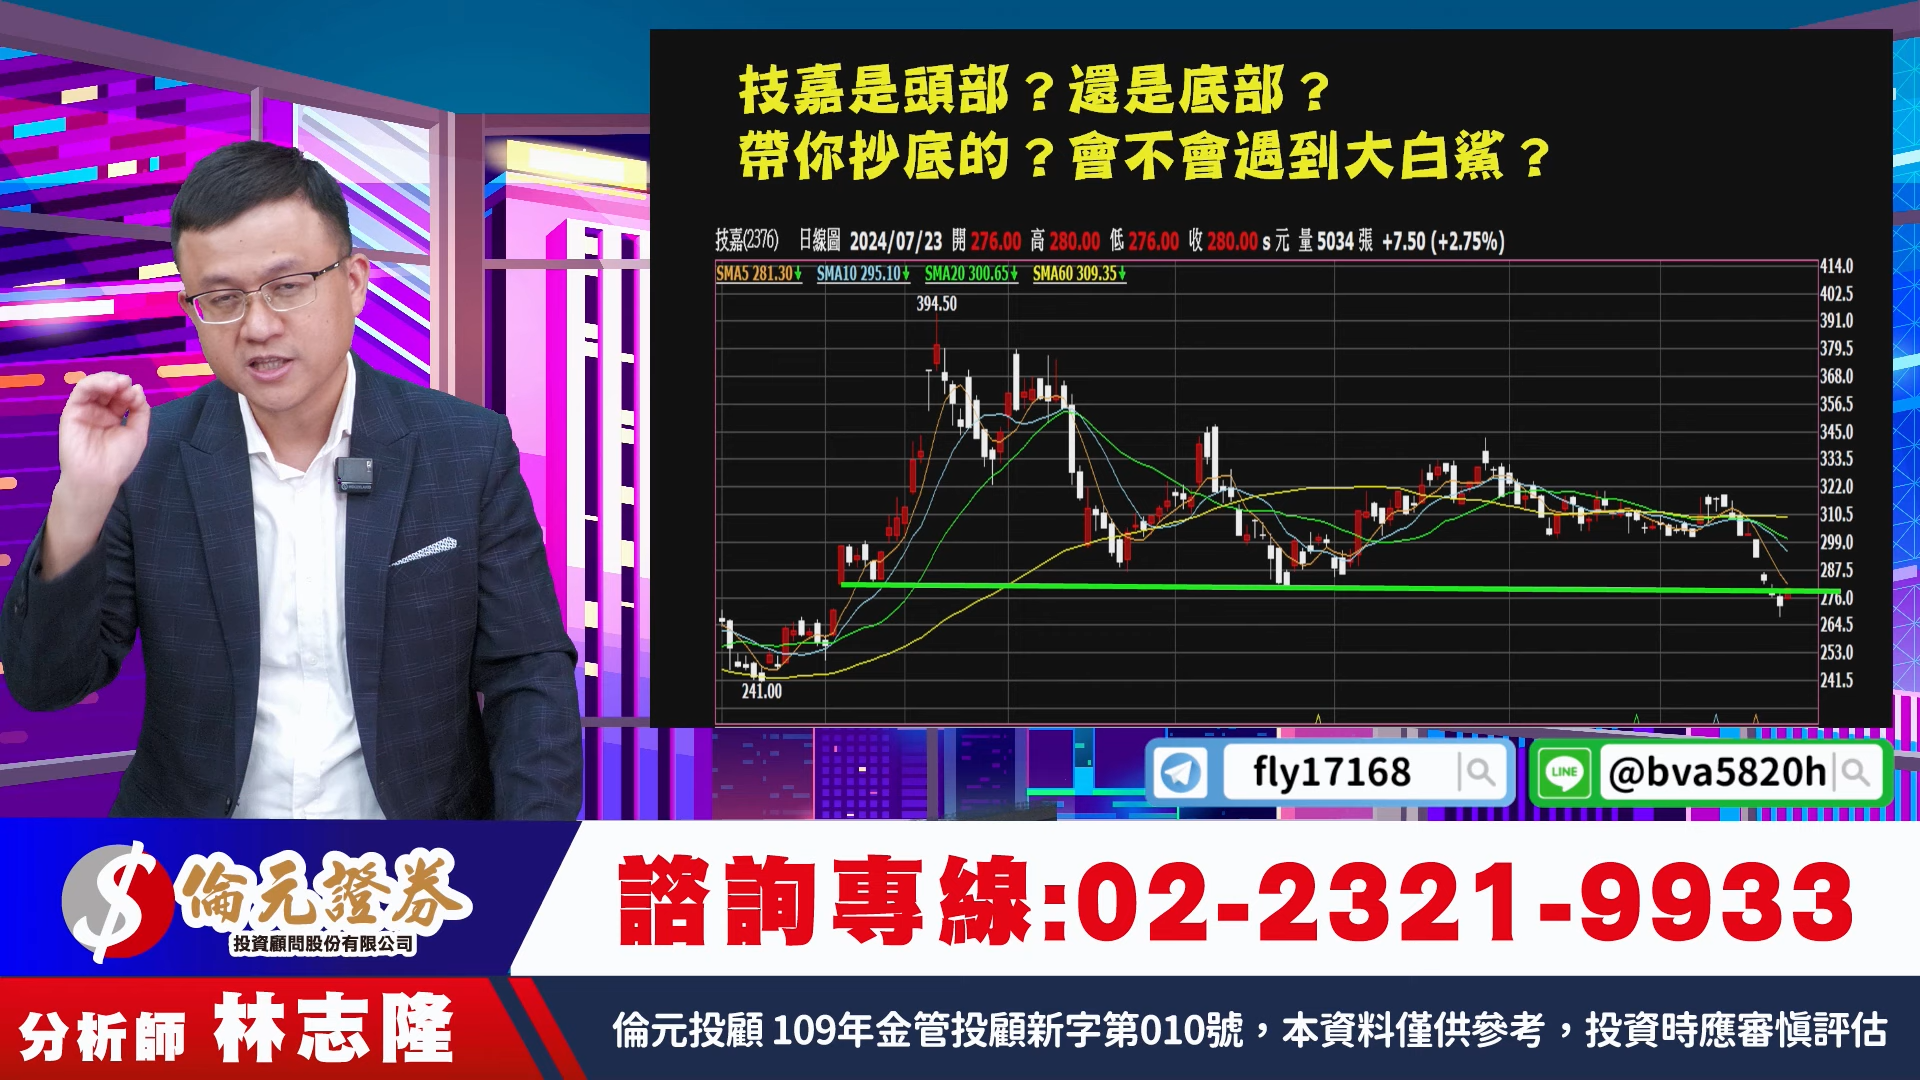 技嘉是頭部？還是底部？
帶你抄底的？會不會遇到大白鯊？
技嘉(2376) 日線圖 2024/07/23 開 276.00 高 280.00 低 276.00 收 280.00 s 元 量 5034 張 +7.50 (+2.75%)
SMA5 281.30↓ SMA10 295.10↓ SMA20 300.65↓ SMA60 309.35↓
414.0
394.50
402.5
391.0
379.5
368.0
356.5
345.0
333.5
322.0
310.5
299.0
287.5
276.0
264.5
253.0
241.5
241.00
fly17168
LINE
@bva5820h
倫元證券
投資顧問股份有限公司
諮詢專線:02-2321-9933
分析師 林志隆
倫元投顧 109年金管投顧新字第010號，本資料僅供參考，投資時應審慎評估